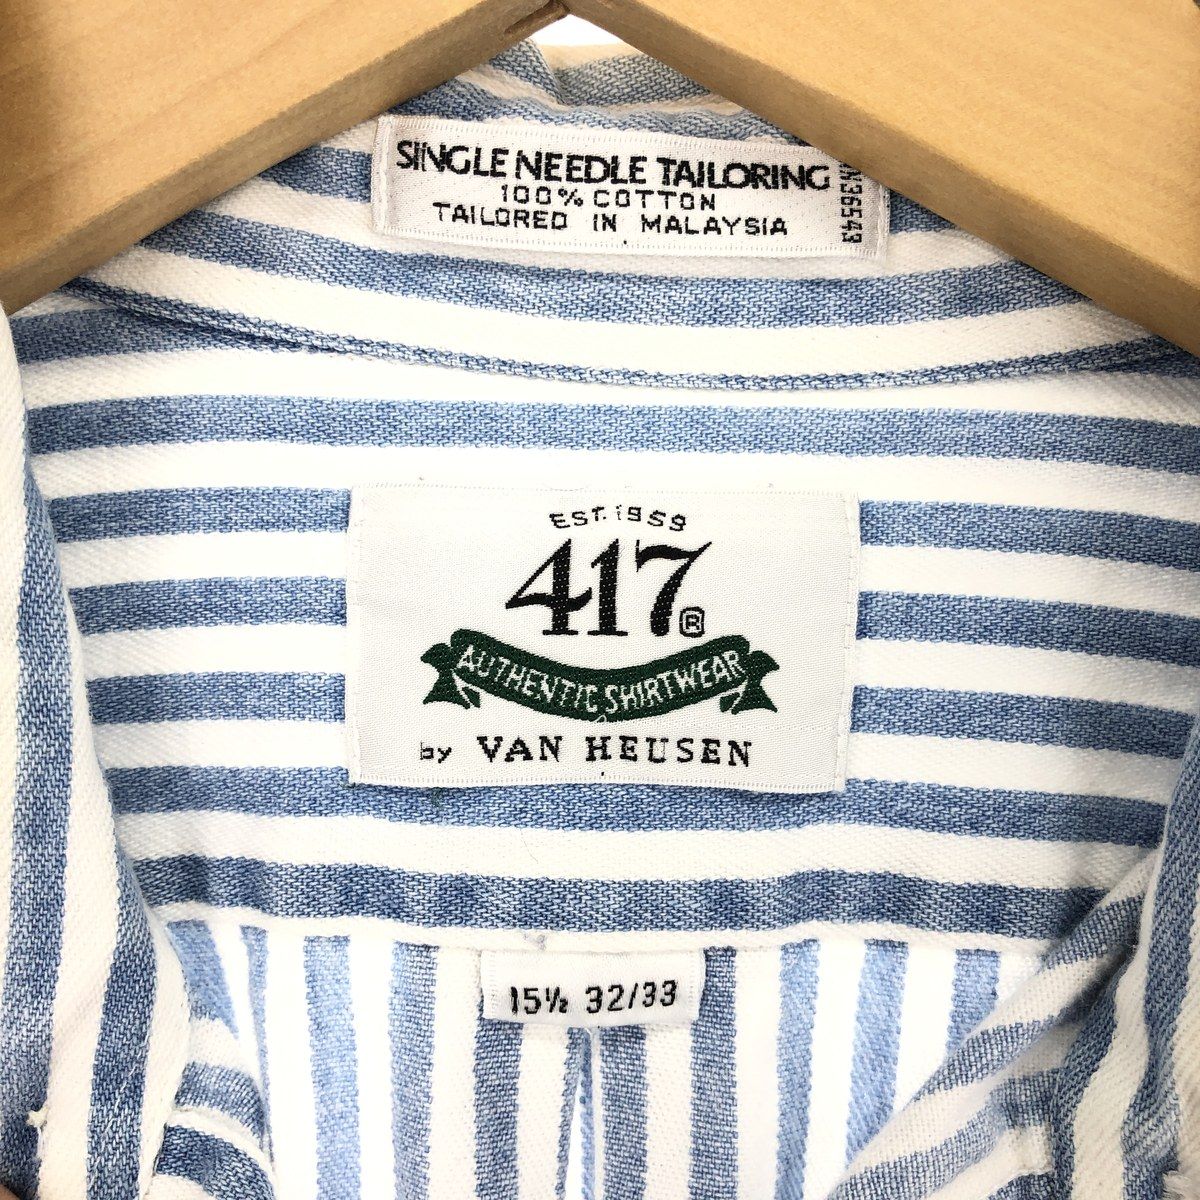 SINGLE NEEDLE TAILORING
100% COTTON
TAILORED IN MALAYSIA
EST. 1959
417®
AUTHENTIC SHIRTWEAR
by VAN HEUSEN
15½ 32/33